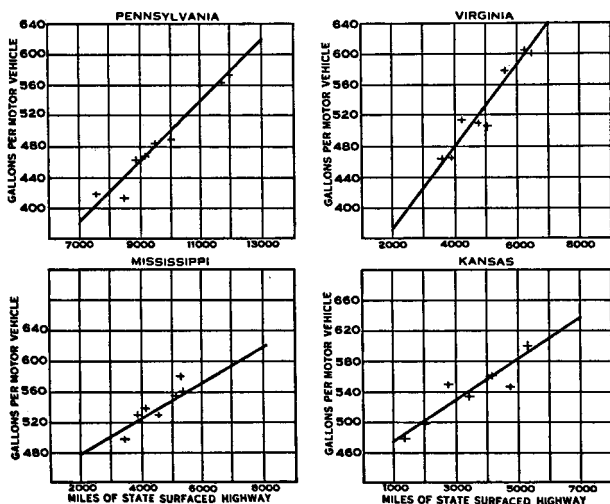 PENNSYLVANIA
GALLONS PER MOTOR VEHICLE
640
600
560
520
480
440
400
7000 9000 11000 13000
VIRGINIA
GALLONS PER MOTOR VEHICLE
640
600
560
520
480
440
400
2000 4000 6000 8000
MISSISSIPPI
GALLONS PER MOTOR VEHICLE
640
600
560
520
480
2000 4000 6000 8000
MILES OF STATE SURFACED HIGHWAY
KANSAS
GALLONS PER MOTOR VEHICLE
660
620
580
540
500
460
1000 3000 5000 7000
MILES OF STATE SURFACED HIGHWAY